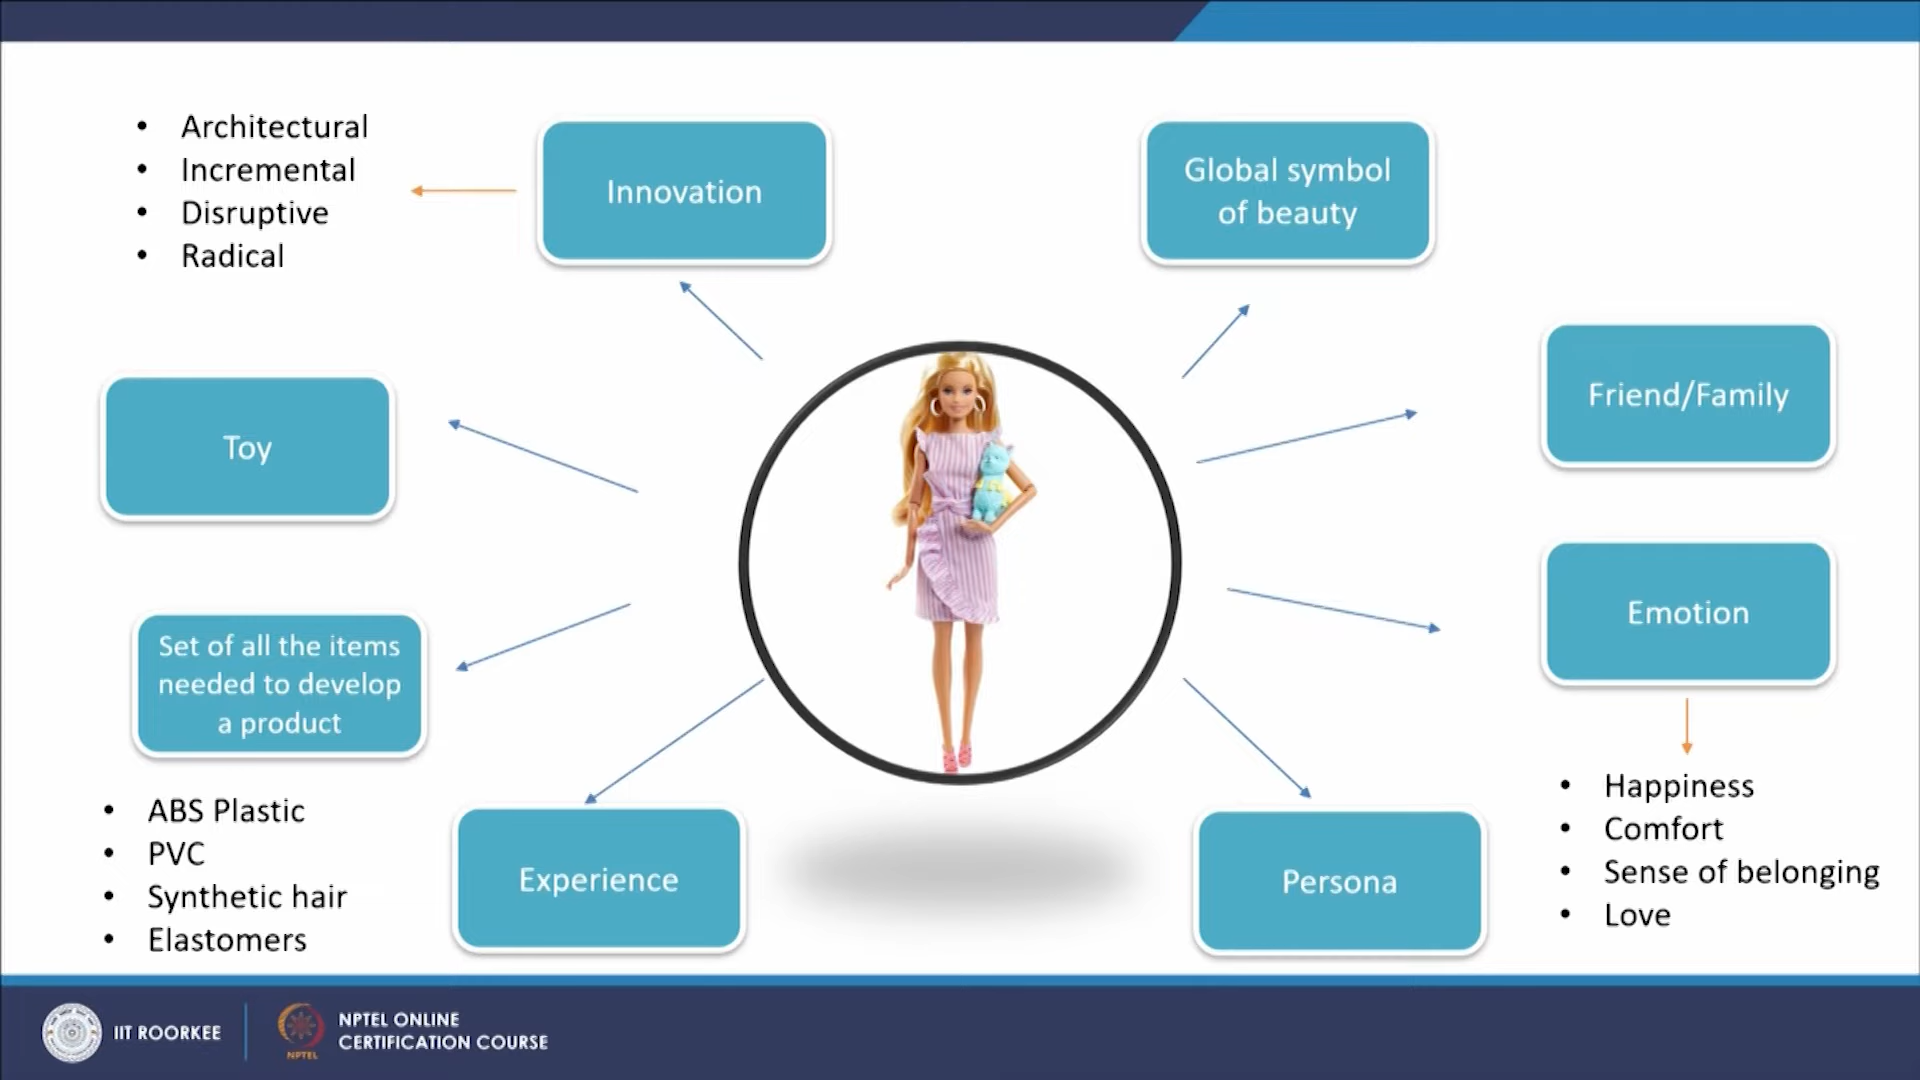 • Architectural
• Incremental
• Disruptive
• Radical
Innovation
Global symbol
of beauty
Toy
Friend/Family
Set of all the items
needed to develop
a product
Emotion
• ABS Plastic
• PVC
• Synthetic hair
• Elastomers
Experience
Persona
• Happiness
• Comfort
• Sense of belonging
• Love
IIT ROORKEE
NPTEL
NPTEL ONLINE
CERTIFICATION COURSE